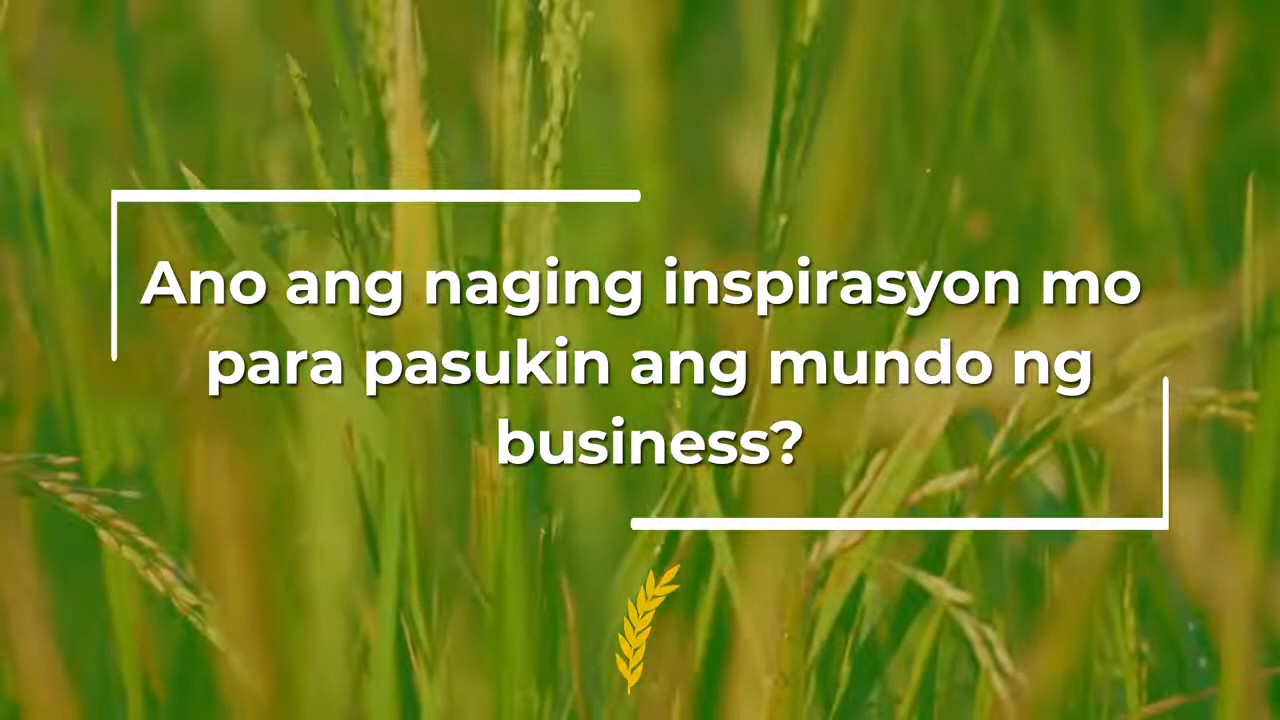 Ano ang naging inspirasyon mo
para pasukin ang mundo ng
business?